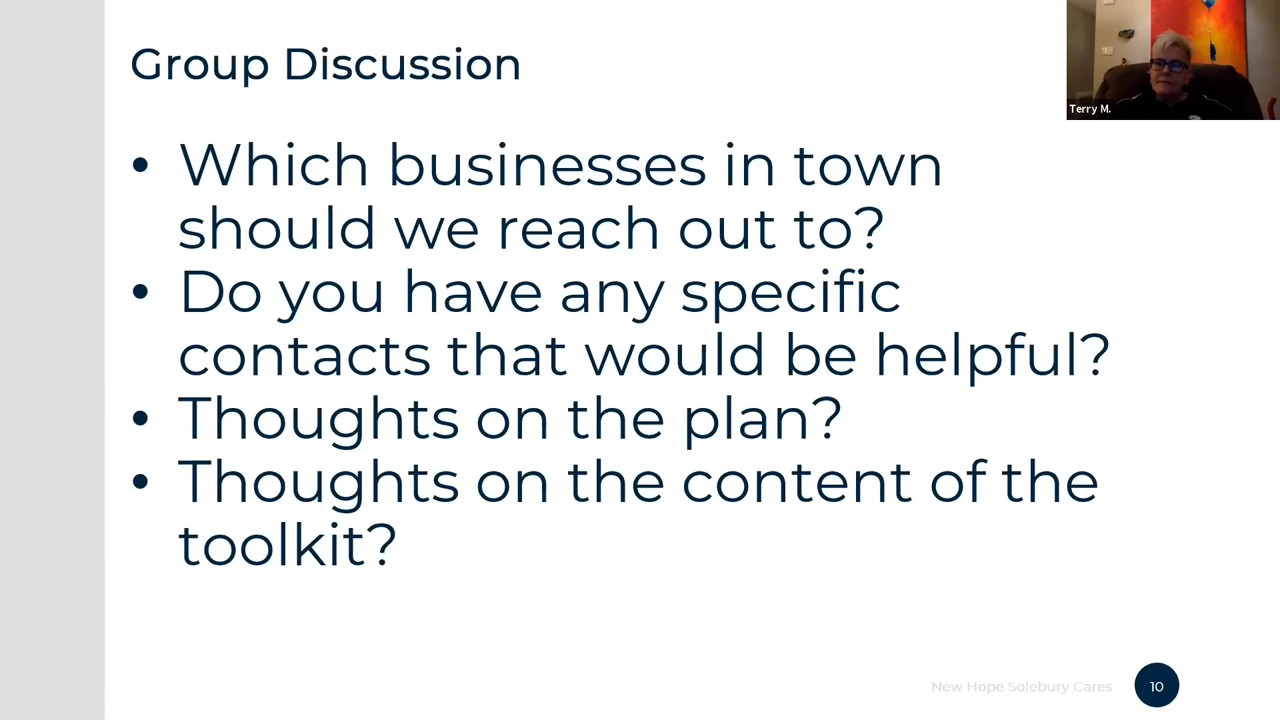 Group Discussion
Terry M.
• Which businesses in town
should we reach out to?
• Do you have any specific
contacts that would be helpful?
• Thoughts on the plan?
• Thoughts on the content of the
toolkit?
New Hope Solebury Cares
10